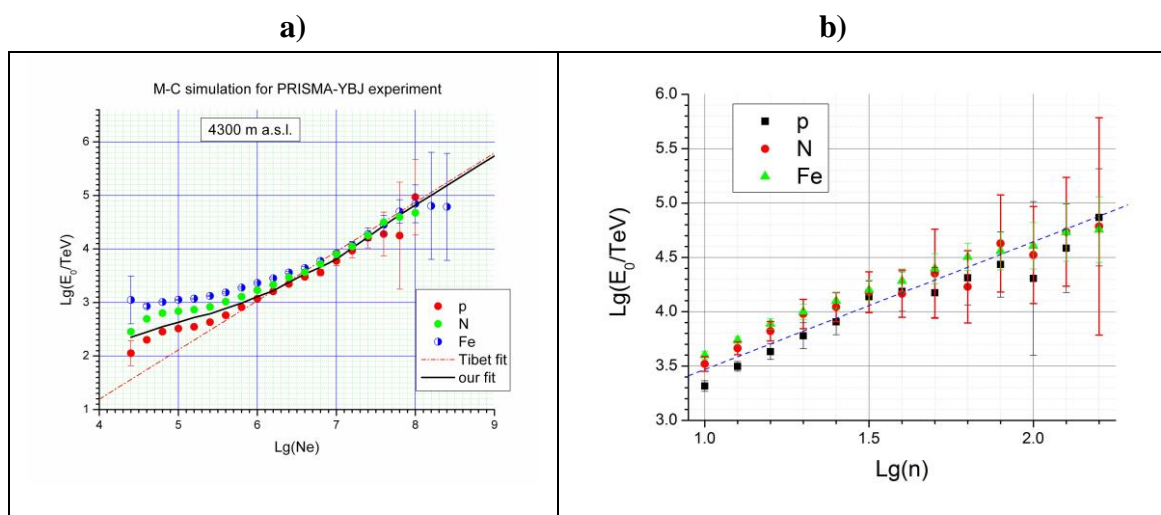 a)
b)
M-C simulation for PRISMA-YBJ experiment
4300 m a.s.l.
Lg(E₀/TeV)
6
5
4
3
2
1
p
N
Fe
Tibet fit
our fit
4 5 6 7 8 9
Lg(Ne)
Lg(E₀/TeV)
6.0
5.5
5.0
4.5
4.0
3.5
3.0
p
N
Fe
1.0 1.5 2.0
Lg(n)